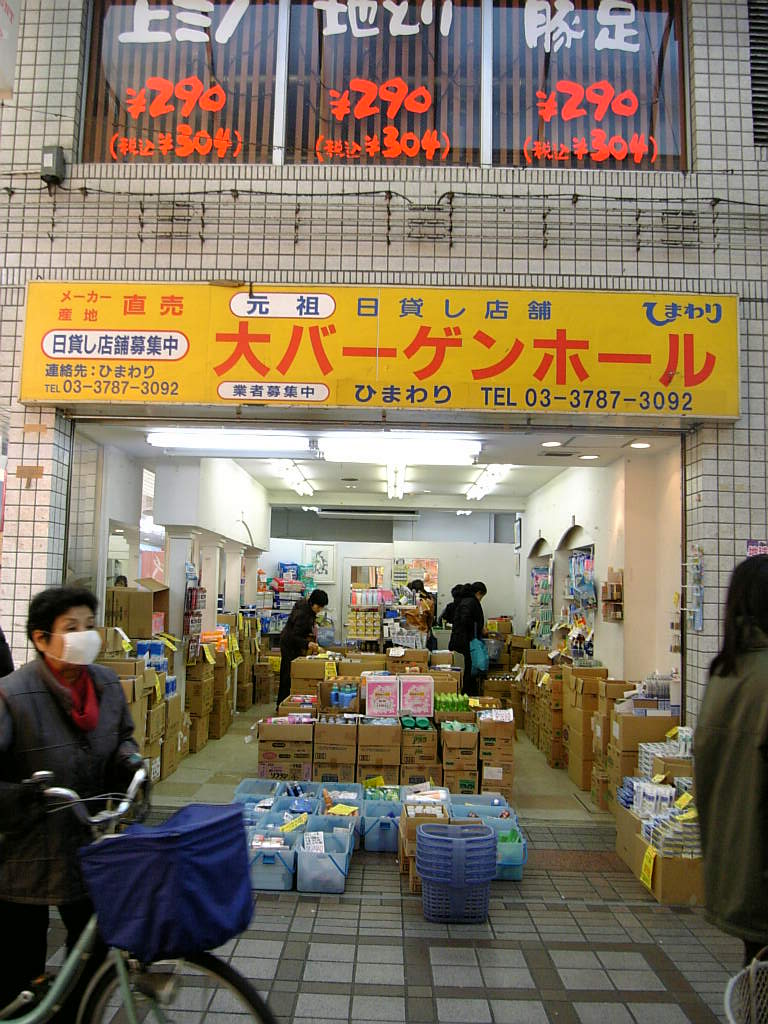 上ミノ 地とり 豚足
¥290 ¥290 ¥290
(税込¥304) (税込¥304) (税込¥304)
メーカー 直売
産地
元祖 日貸し店舗
ひまわり
日貸し店舗募集中
大バーゲンホール
連絡先:ひまわり
TEL 03-3787-3092
業者募集中 ひまわり TEL 03-3787-3092